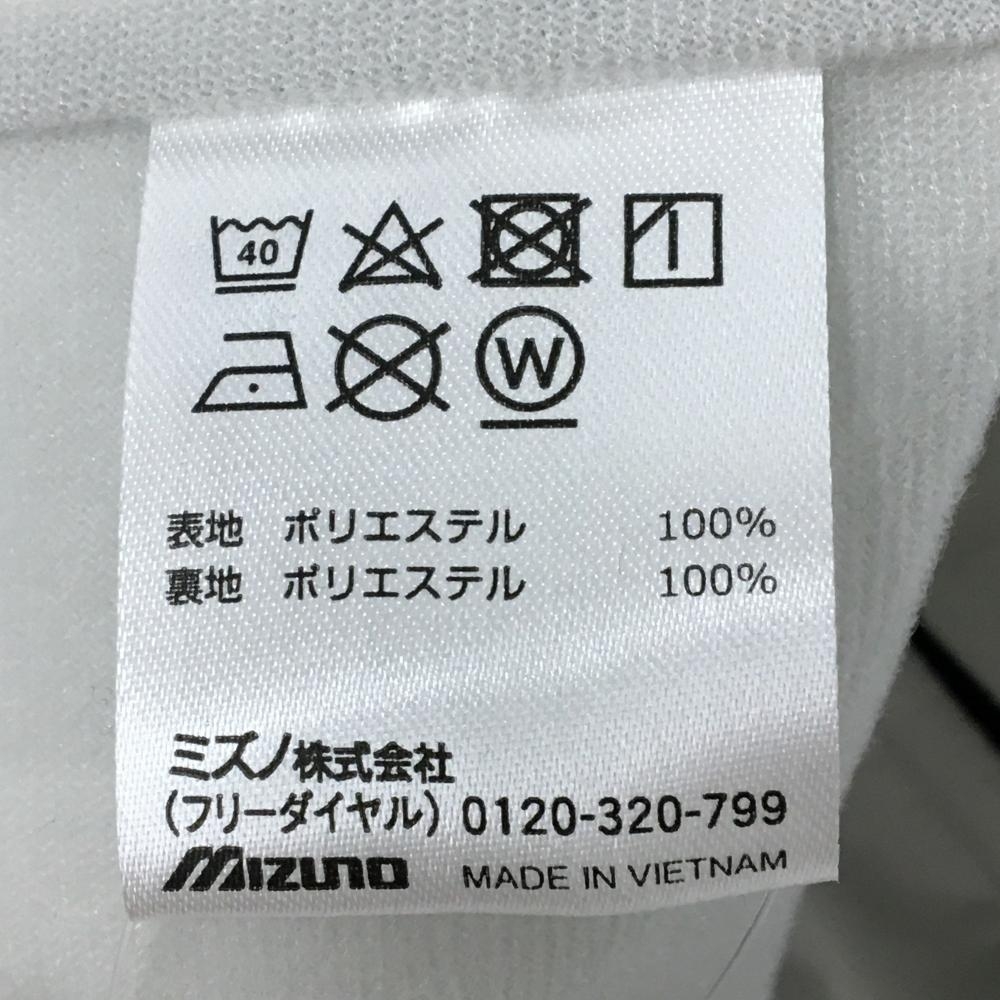 40
W
表地 ポリエステル 100%
裏地 ポリエステル 100%
ミズノ株式会社
(フリーダイヤル) 0120-320-799
MIZUNO MADE IN VIETNAM